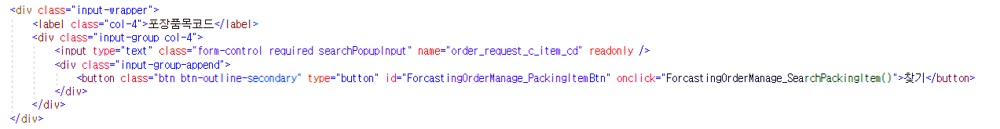 <div class="input-wrapper">
<label class="col-4">포장품목코드</label>
<div class="input-group col-4">
<input type="text" class="form-control required searchPopupInput" name="order_request_c_item_cd" readonly />
<div class="input-group-append">
<button class="btn btn-outline-secondary" type="button" id="ForcastingOrderManage_PackingItemBtn" onclick="ForcastingOrderManage_SearchPackingItem()">찾기</button>
</div>
</div>
</div>